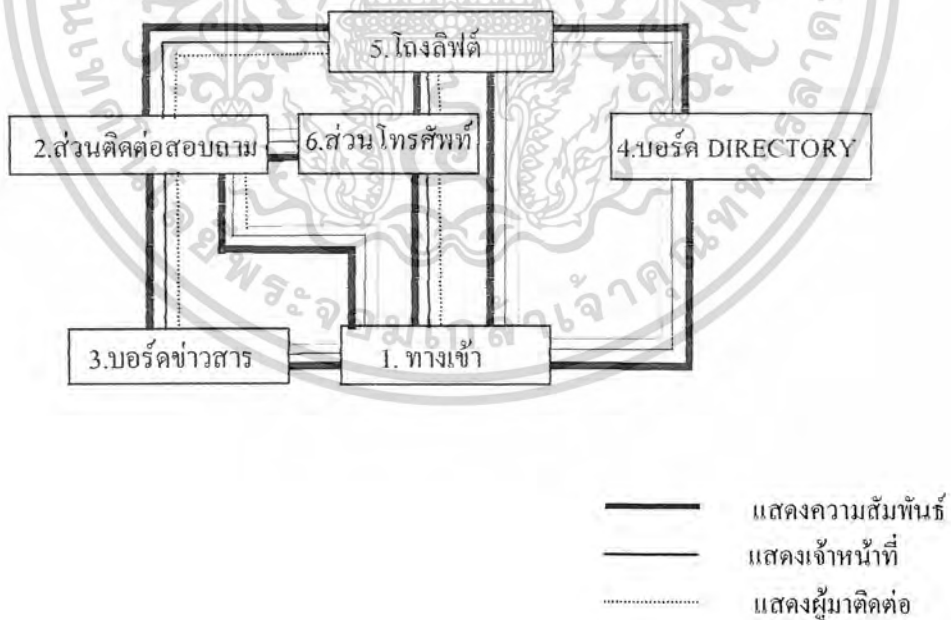 5.โถงลิฟต์
2.ส่วนติดต่อสอบถาม
6.ส่วนโทรศัพท์
4.บอร์ด DIRECTORY
3.บอร์ดข่าวสาร
1. ทางเข้า
แสดงความสัมพันธ์
แสดงเจ้าหน้าที่
แสดงผู้มาติดต่อ